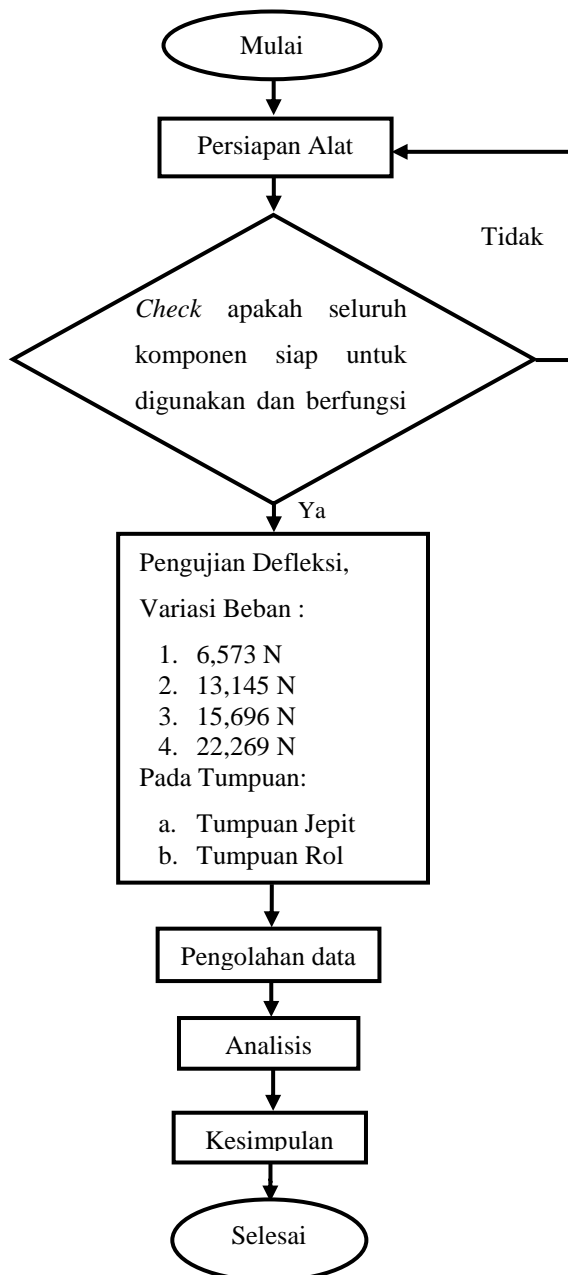 Mulai
Persiapan Alat
Tidak
Check apakah seluruh
komponen siap untuk
digunakan dan berfungsi
Ya
Pengujian Defleksi,
Variasi Beban :
1. 6,573 N
2. 13,145 N
3. 15,696 N
4. 22,269 N
Pada Tumpuan:
a. Tumpuan Jepit
b. Tumpuan Rol
Pengolahan data
Analisis
Kesimpulan
Selesai